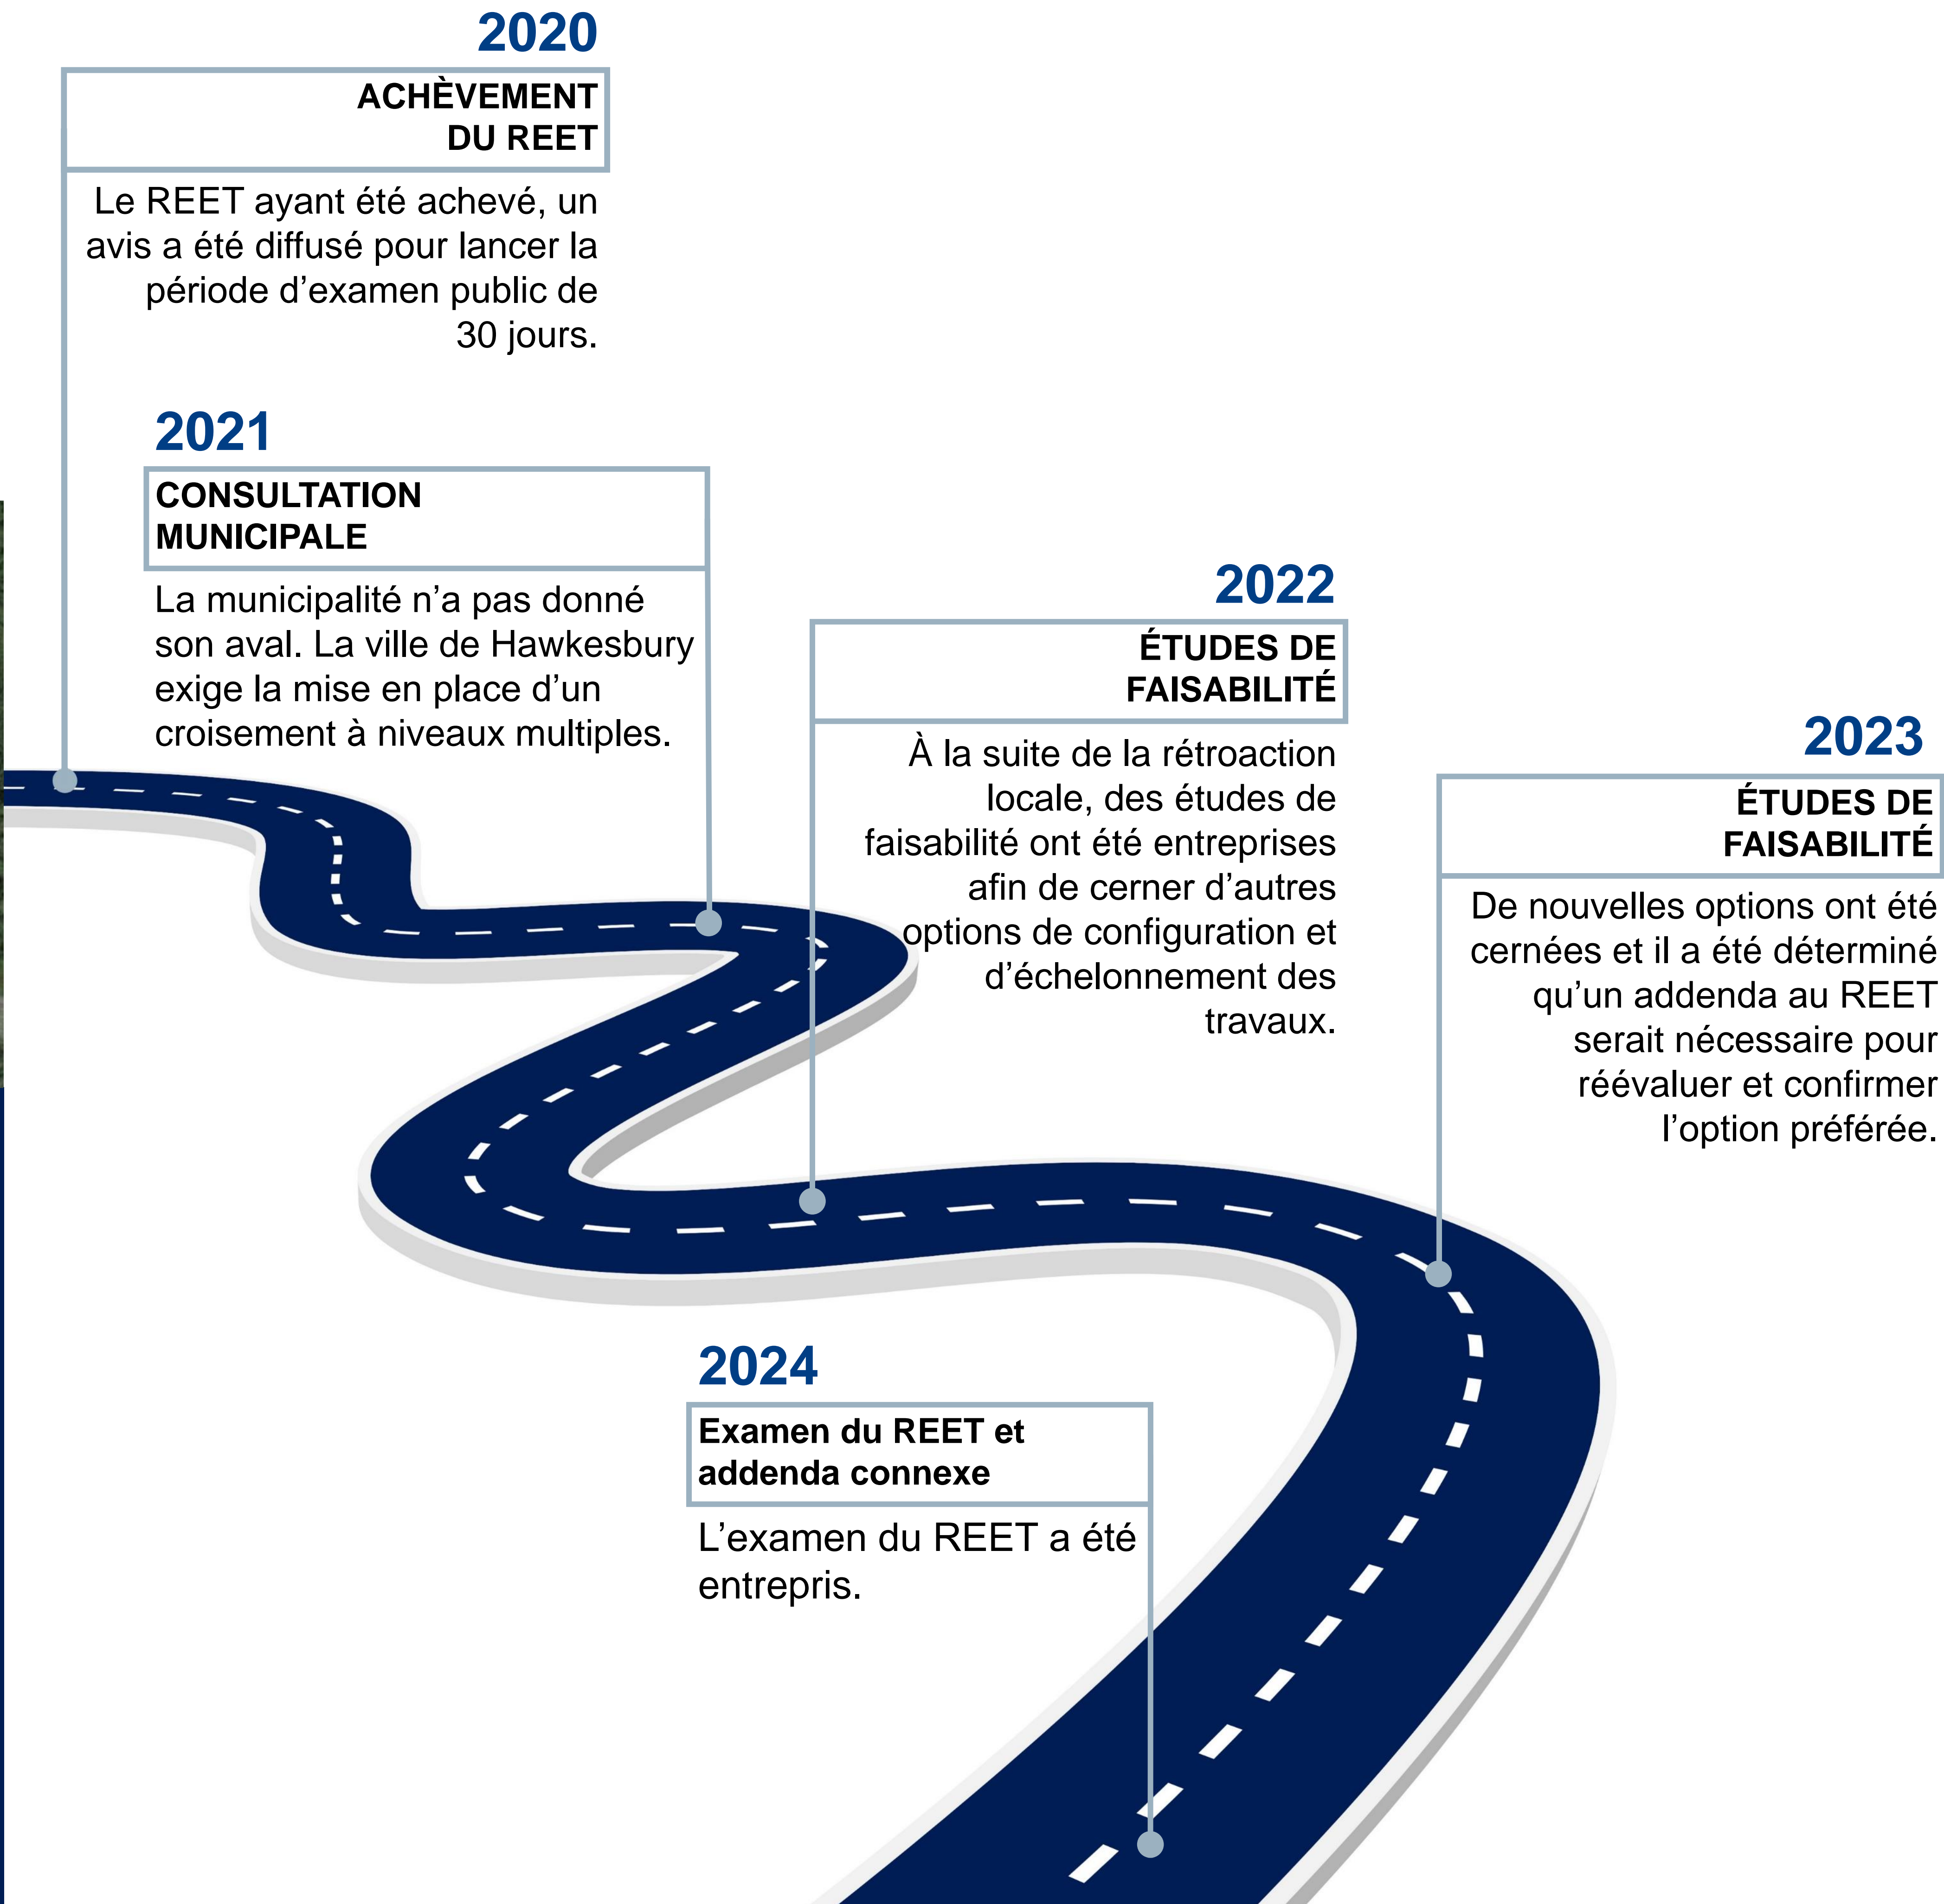 2020
ACHÈVEMENT
DU REET
Le REET ayant été achevé, un
avis a été diffusé pour lancer la
période d’examen public de
30 jours.
2021
CONSULTATION
MUNICIPALE
La municipalité n’a pas donné
son aval. La ville de Hawkesbury
exige la mise en place d’un
croisement à niveaux multiples.
2022
ÉTUDES DE
FAISABILITÉ
À la suite de la rétroaction
locale, des études de
faisabilité ont été entreprises
afin de cerner d’autres
options de configuration et
d’échelonnement des
travaux.
2023
ÉTUDES DE
FAISABILITÉ
De nouvelles options ont été
cernées et il a été déterminé
qu’un addenda au REET
serait nécessaire pour
réévaluer et confirmer
l’option préférée.
2024
Examen du REET et
addenda connexe
L’examen du REET a été
entrepris.